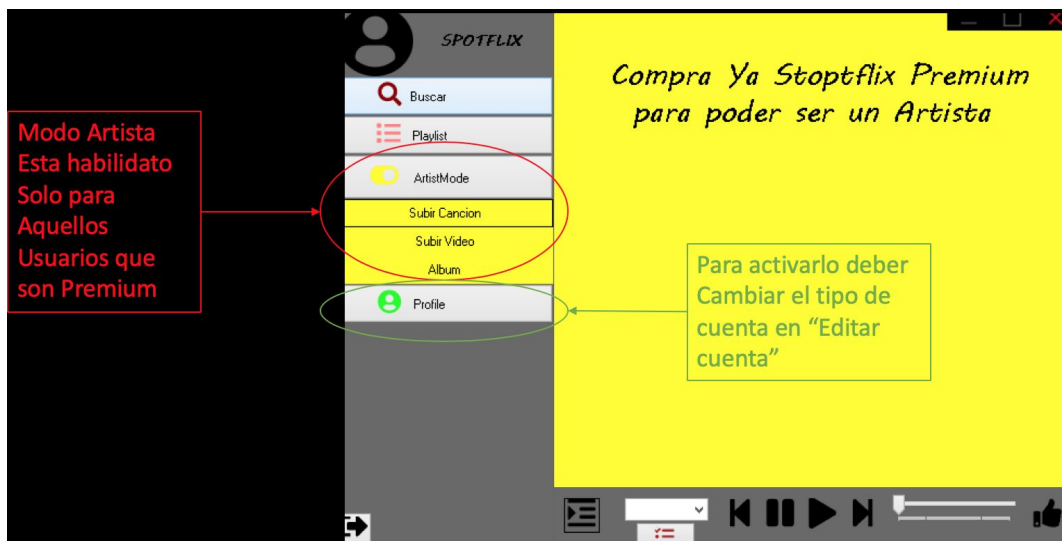 SPOTFLIX
Buscar
Playlist
ArtistMode
Subir Cancion
Subir Video
Album
Profile
Compra Ya Stoptflix Premium
para poder ser un Artista
Modo Artista
Esta habilidato
Solo para
Aquellos
Usuarios que
son Premium
Para activarlo deber
Cambiar el tipo de
cuenta en “Editar
cuenta”